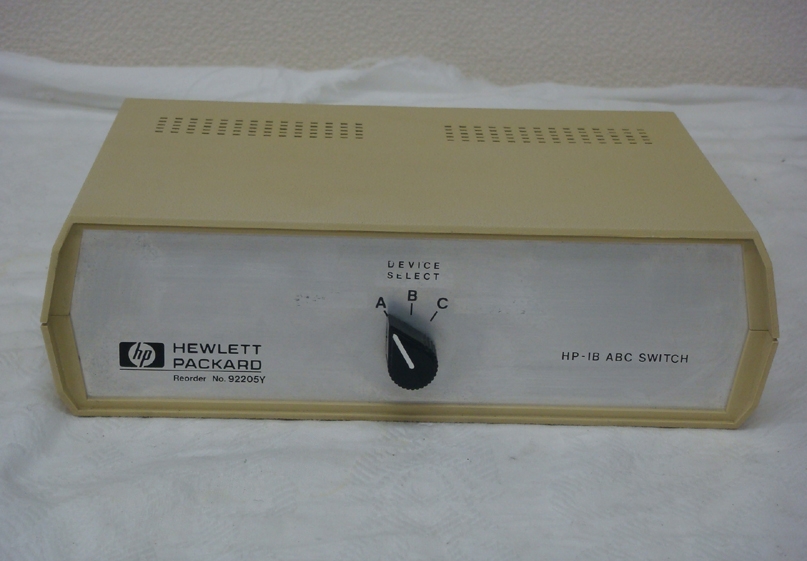 DEVICE
SELECT
A B C
hp HEWLETT
PACKARD
Reorder No. 92205Y
HP-IB ABC SWITCH